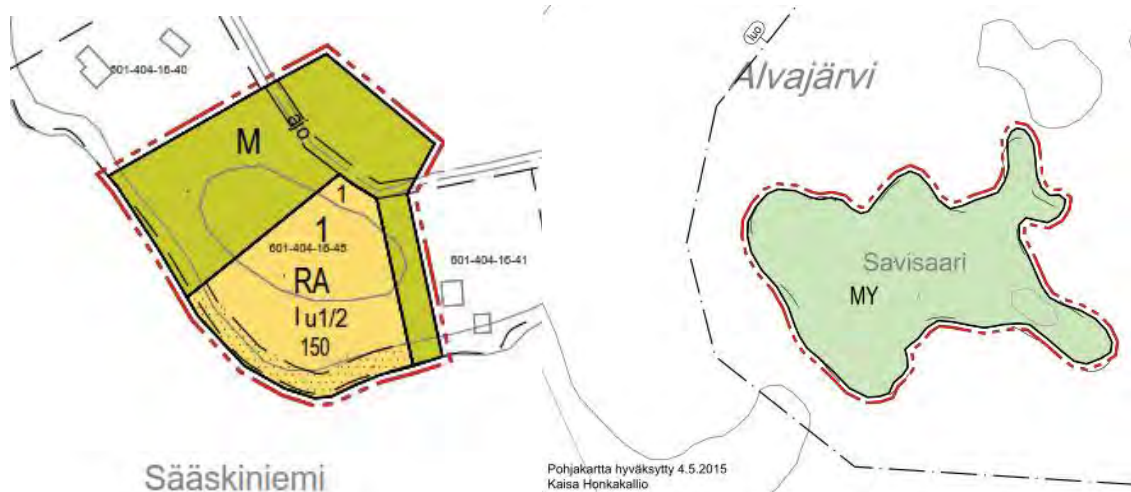 601-404-16-40
M
ajo
1
1
601-404-16-45
RA
I u1/2
150
601-404-16-41
Sääskiniemi
luo
Alvajärvi
Savisaari
MY
Pohjakartta hyväksytty 4.5.2015
Kaisa Honkakallio